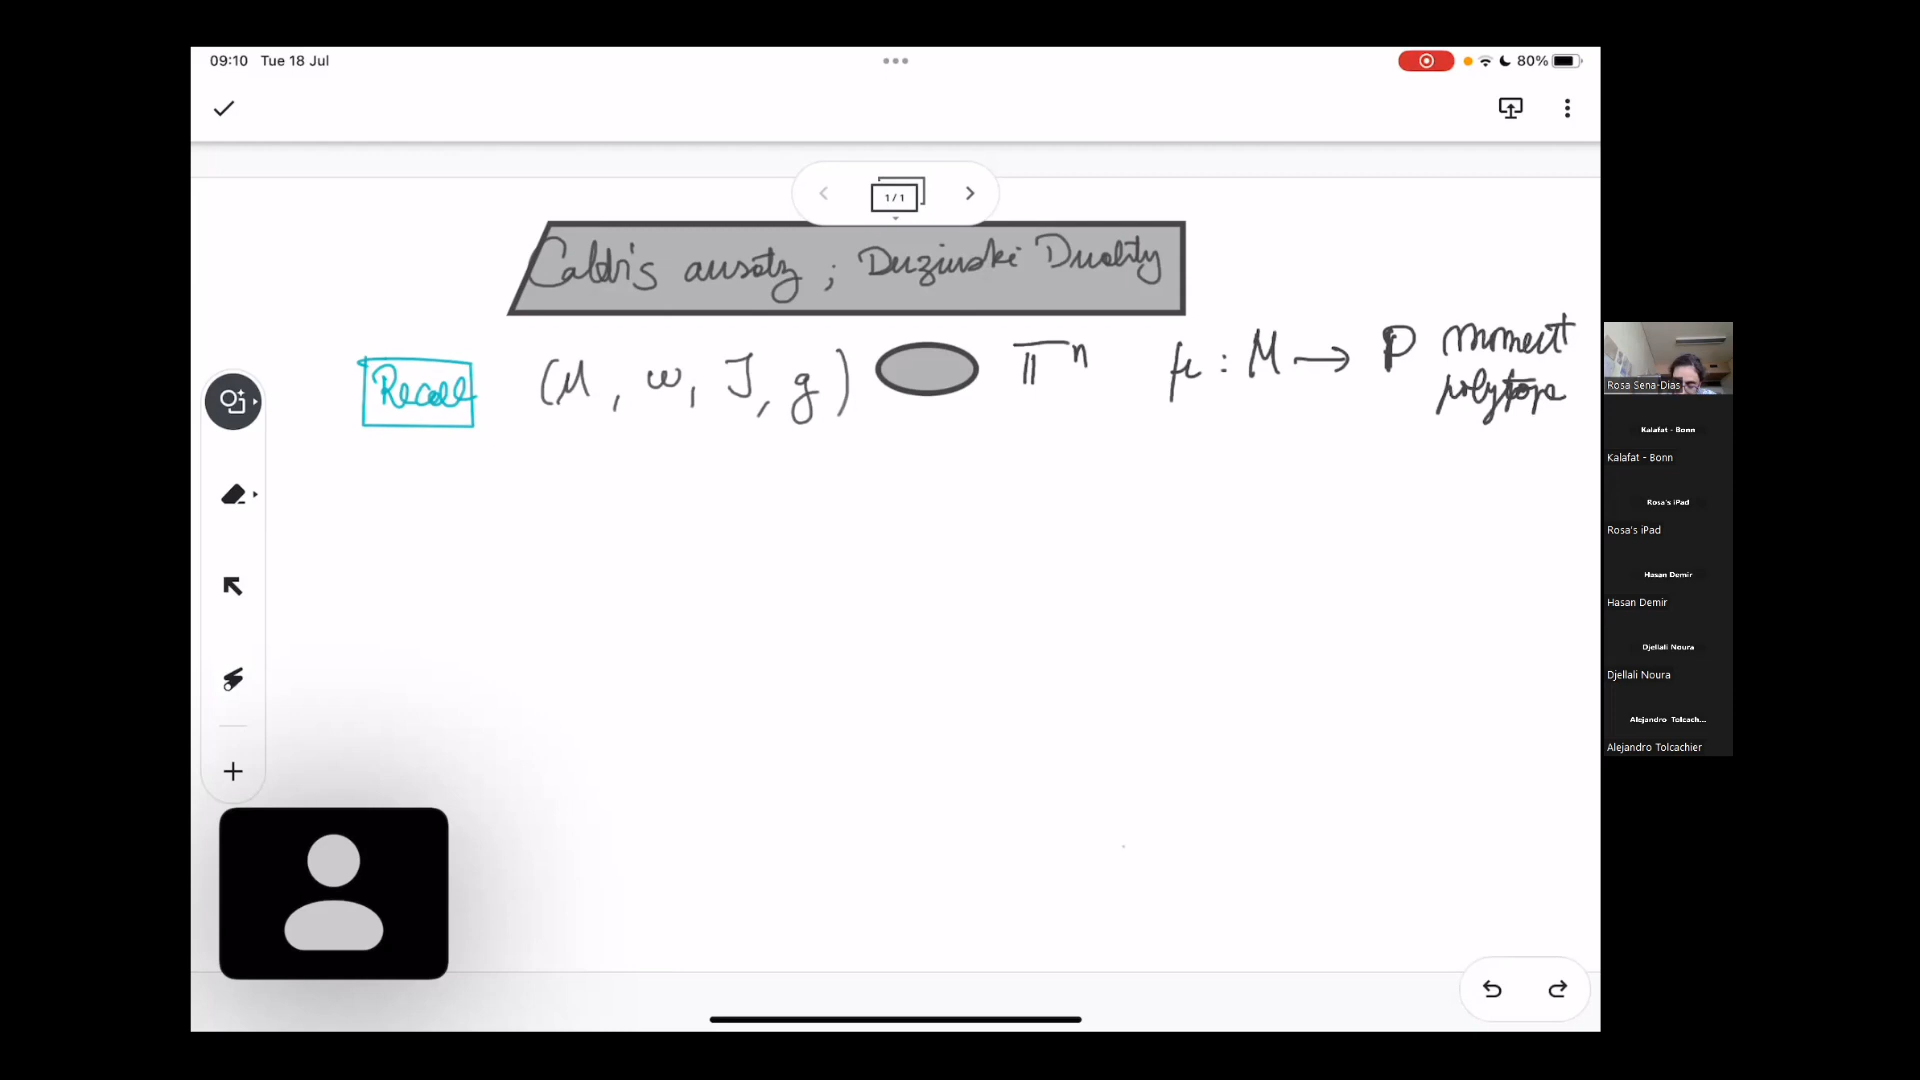 09:10 Tue 18 Jul
80%
1/1
Calabi's ansatz ; Duzinski Duality
Recall (M, ω, J, g) 𝕋ⁿ μ : M → P moment
polytope
Rosa Sena-Dias
Kalafat - Bonn
Kalafat - Bonn
Rosa's iPad
Rosa's iPad
Hasan Demir
Hasan Demir
Djellali Noura
Djellali Noura
Alejandro Tolcach...
Alejandro Tolcachier